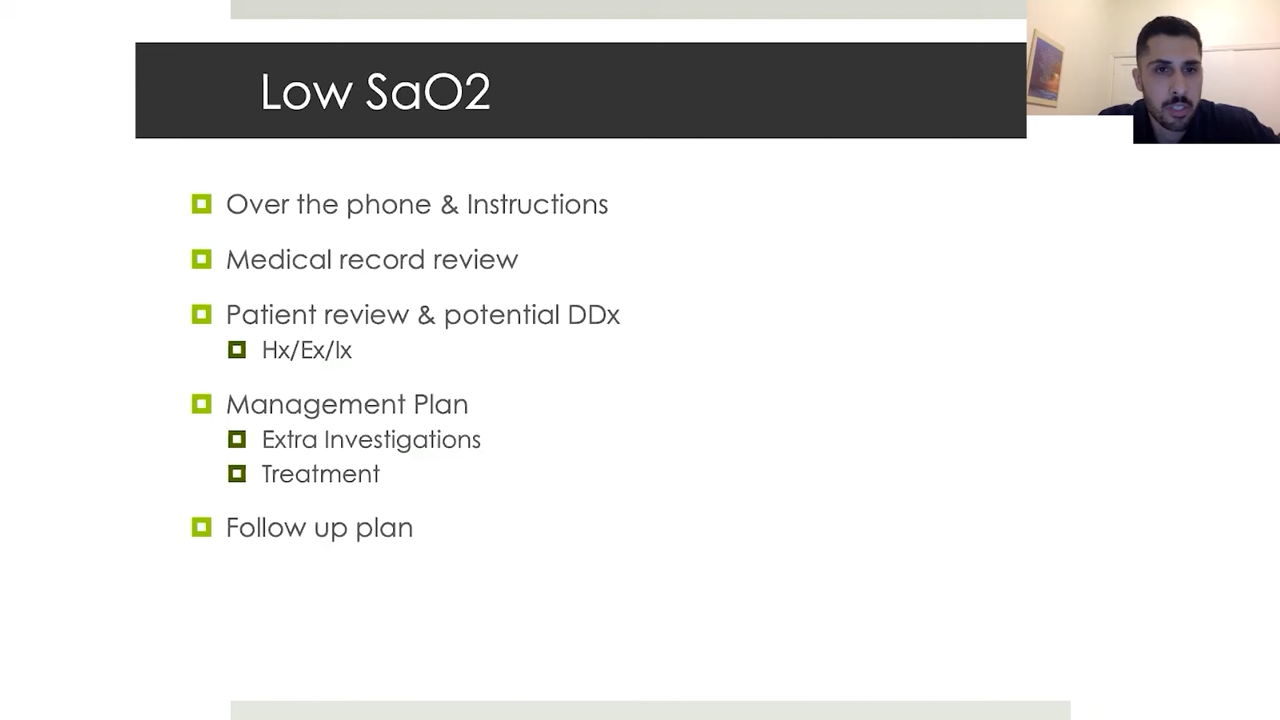 Low SaO2
Over the phone & Instructions
Medical record review
Patient review & potential DDx
Hx/Ex/Ix
Management Plan
Extra Investigations
Treatment
Follow up plan